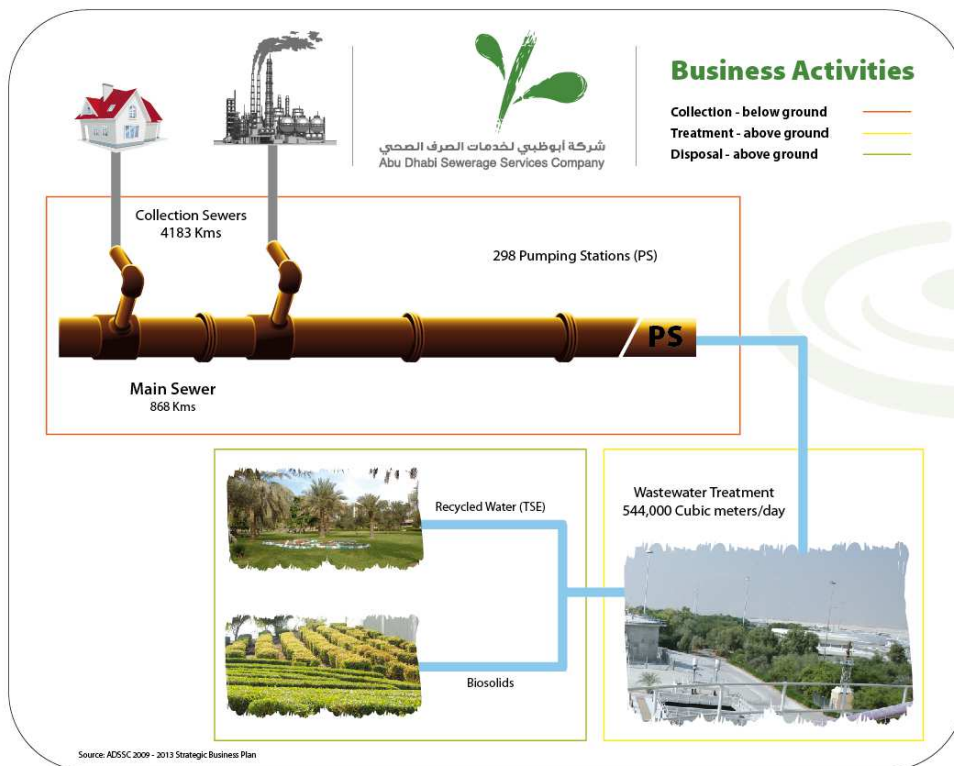 شركة أبوظبي لخدمات الصرف الصحي
Abu Dhabi Sewerage Services Company
Business Activities
Collection - below ground
Treatment - above ground
Disposal - above ground
Collection Sewers
4183 Kms
298 Pumping Stations (PS)
PS
Main Sewer
868 Kms
Wastewater Treatment
544,000 Cubic meters/day
Recycled Water (TSE)
Biosolids
Source: ADSSC 2009 - 2013 Strategic Business Plan